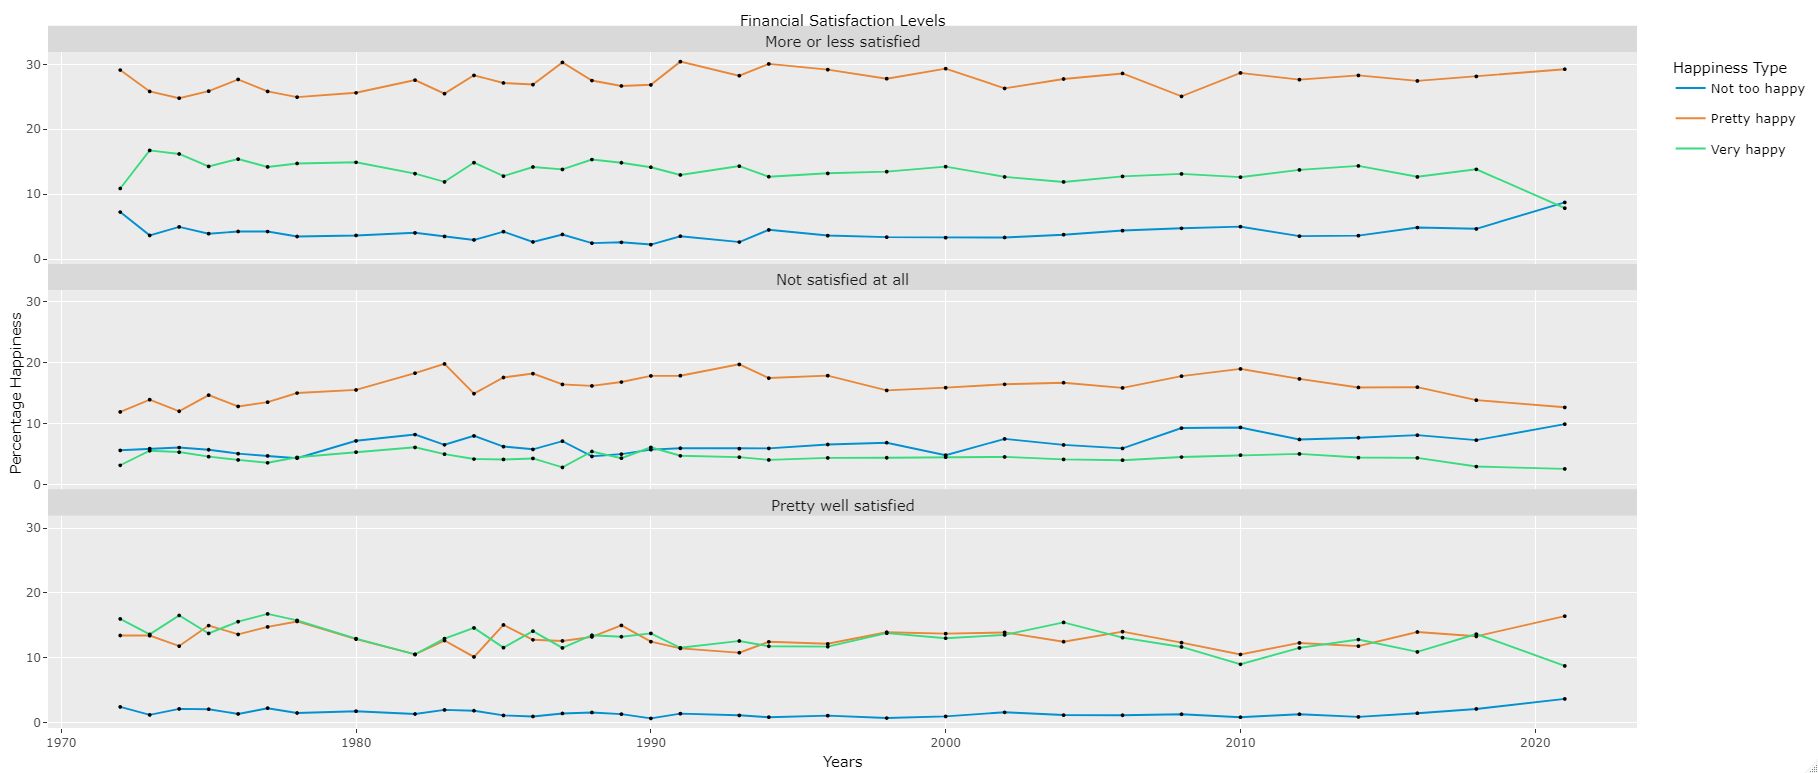 Financial Satisfaction Levels
More or less satisfied
30
20
10
0
Not satisfied at all
30
20
10
0
Pretty well satisfied
30
20
10
0
1970 1980 1990 2000 2010 2020
Years
Percentage Happiness
Happiness Type
Not too happy
Pretty happy
Very happy